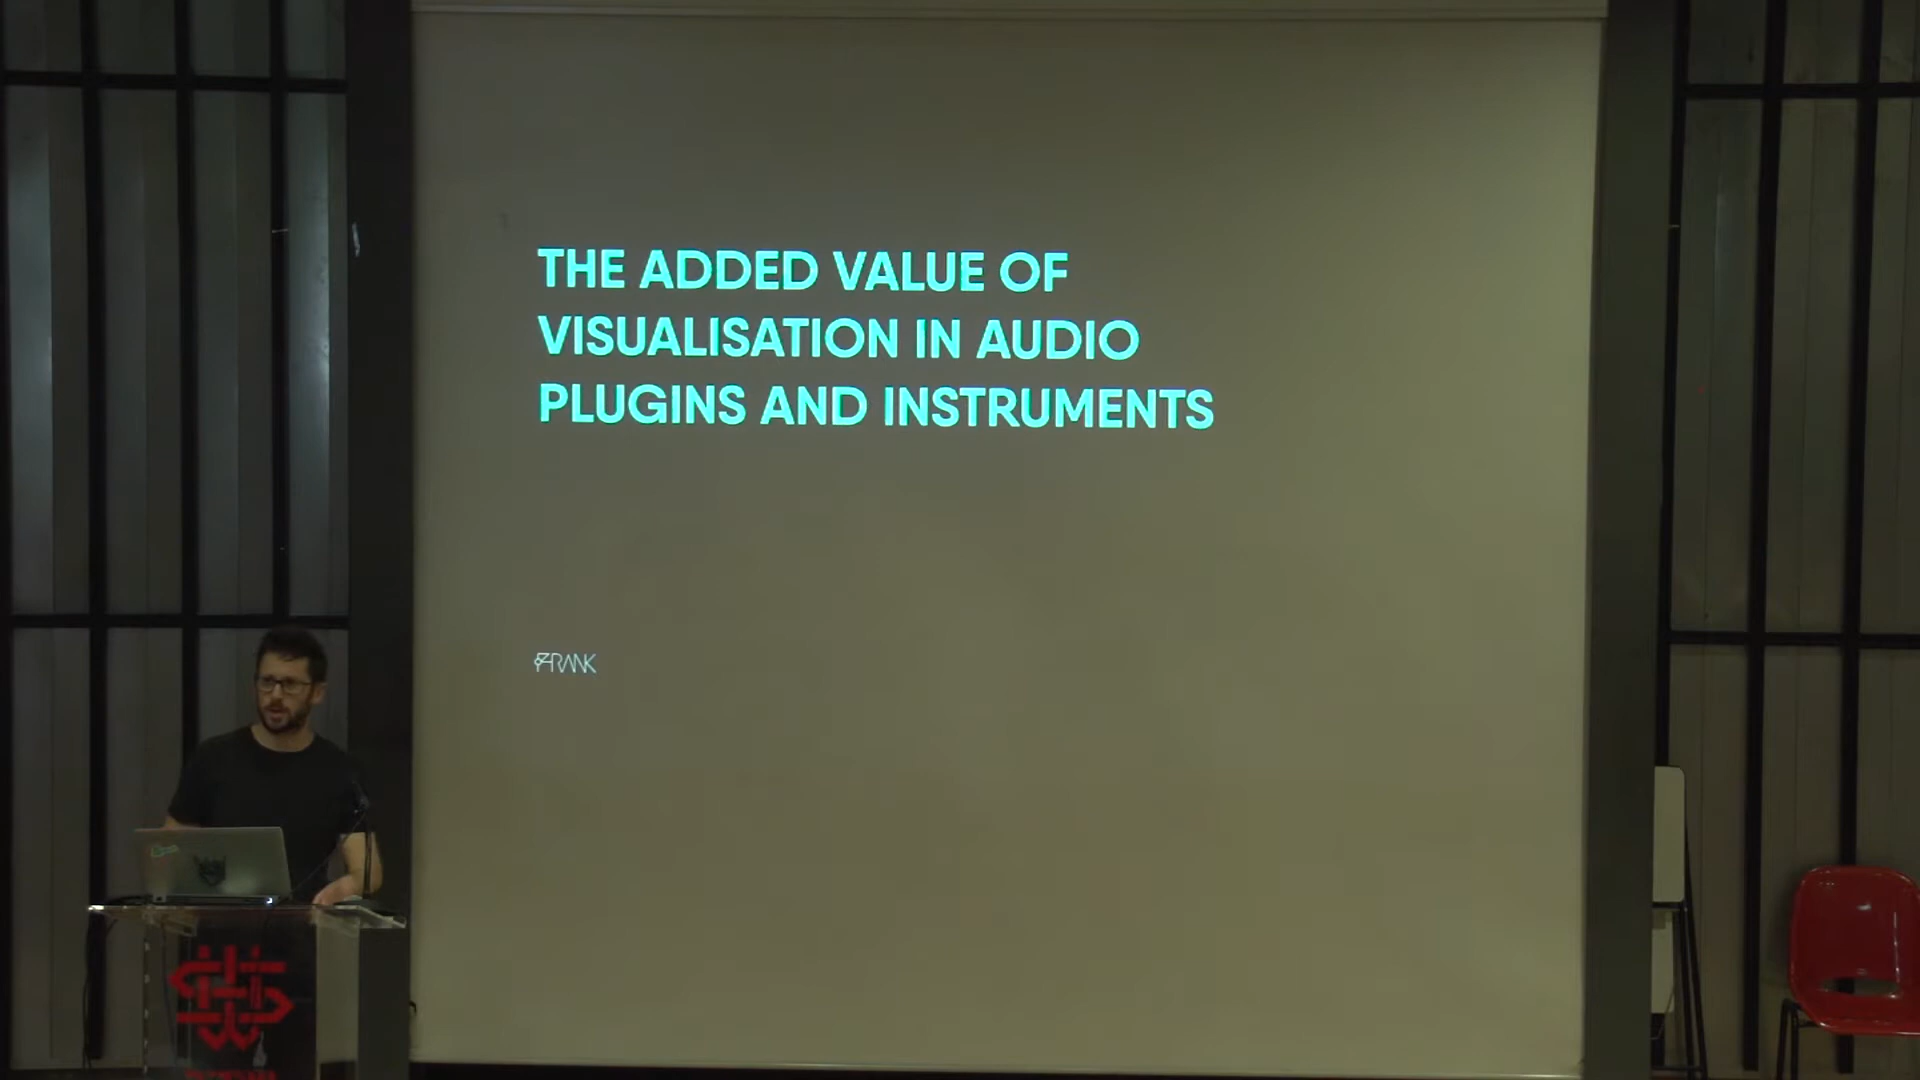 THE ADDED VALUE OF
VISUALISATION IN AUDIO
PLUGINS AND INSTRUMENTS
FRANK